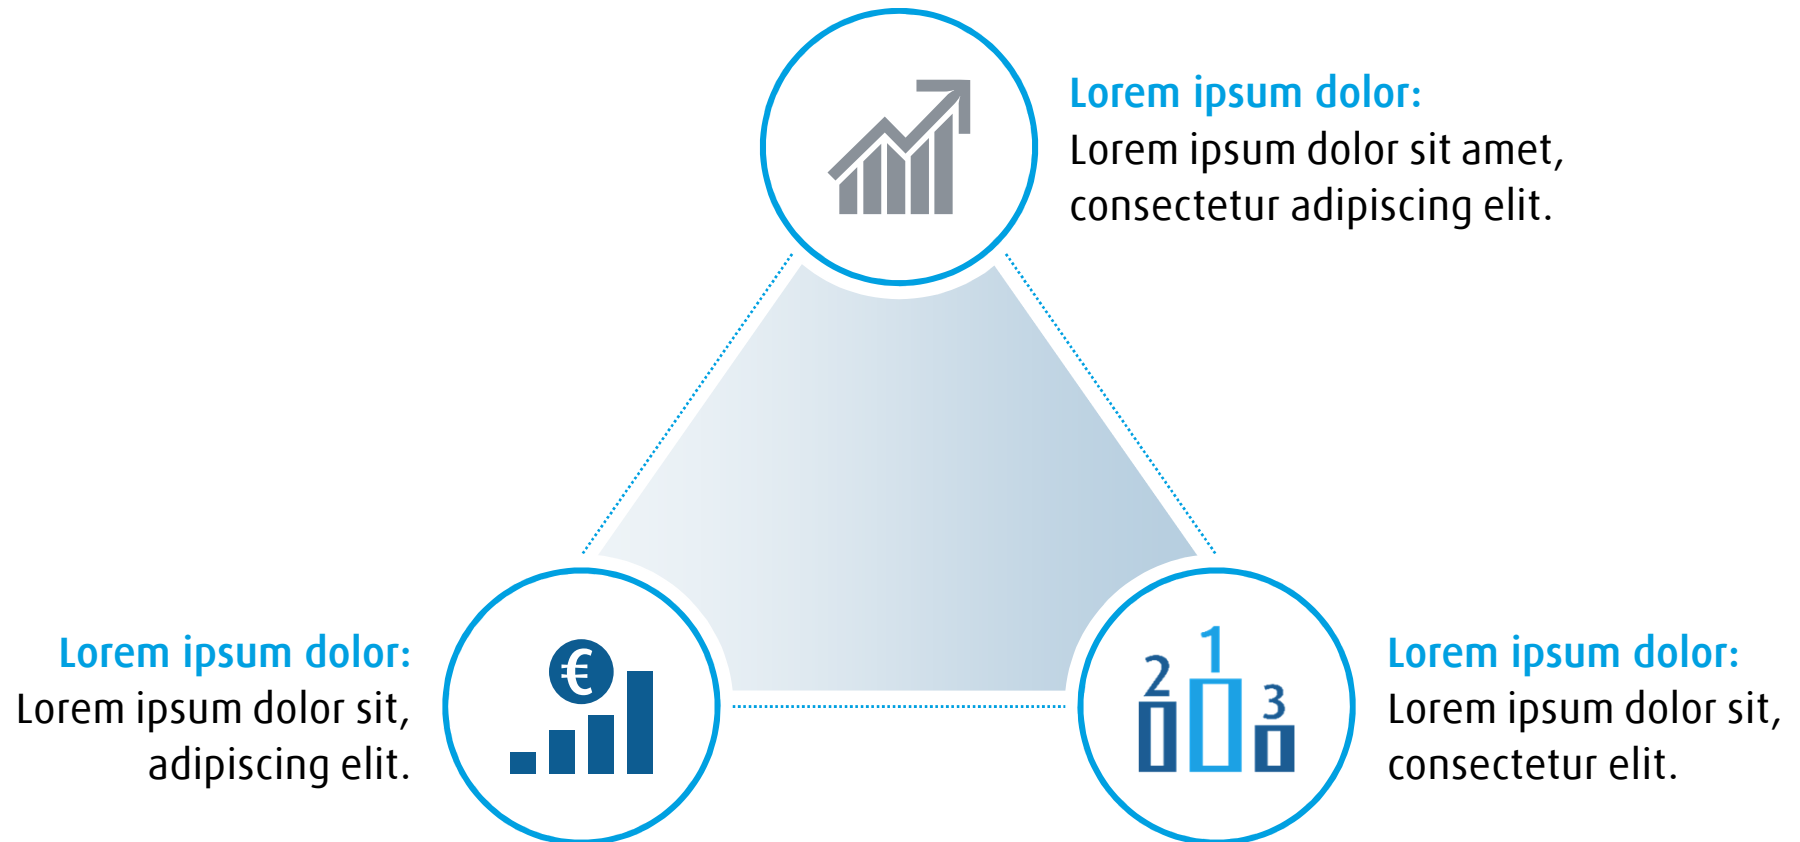 Lorem ipsum dolor:
Lorem ipsum dolor sit amet,
consectetur adipiscing elit.
Lorem ipsum dolor:
Lorem ipsum dolor sit,
adipiscing elit.
€
1
2
3
Lorem ipsum dolor:
Lorem ipsum dolor sit,
consectetur elit.